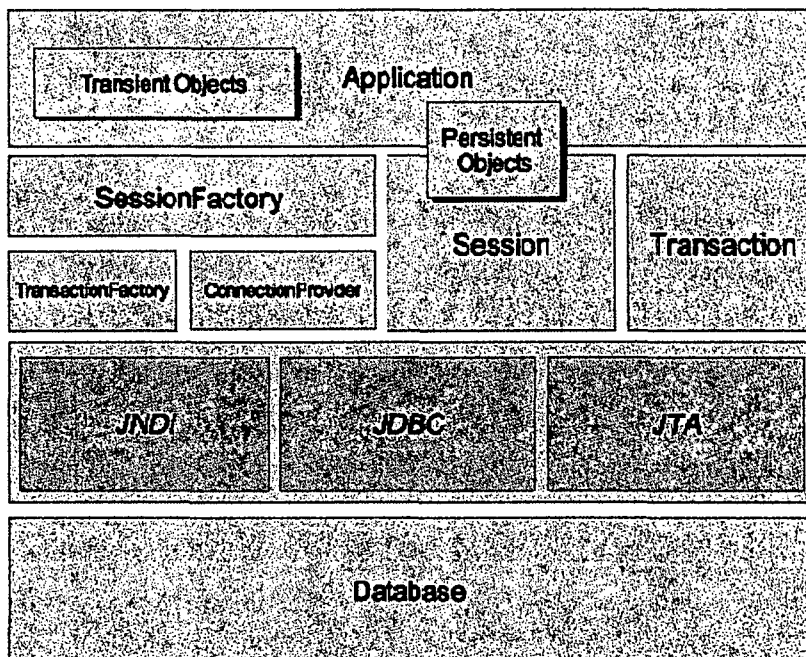 Transient Objects
Application
Persistent
Objects
SessionFactory
Session
Transaction
TransactionFactory
ConnectionProvider
JNDI
JDBC
JTA
Database